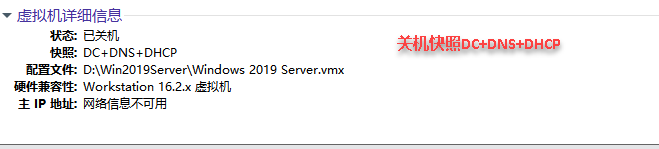 虚拟机详细信息
状态: 已关机
关机快照DC+DNS+DHCP
快照: DC+DNS+DHCP
配置文件: D:\Win2019Server\Windows 2019 Server.vmx
硬件兼容性: Workstation 16.2.x 虚拟机
主 IP 地址: 网络信息不可用